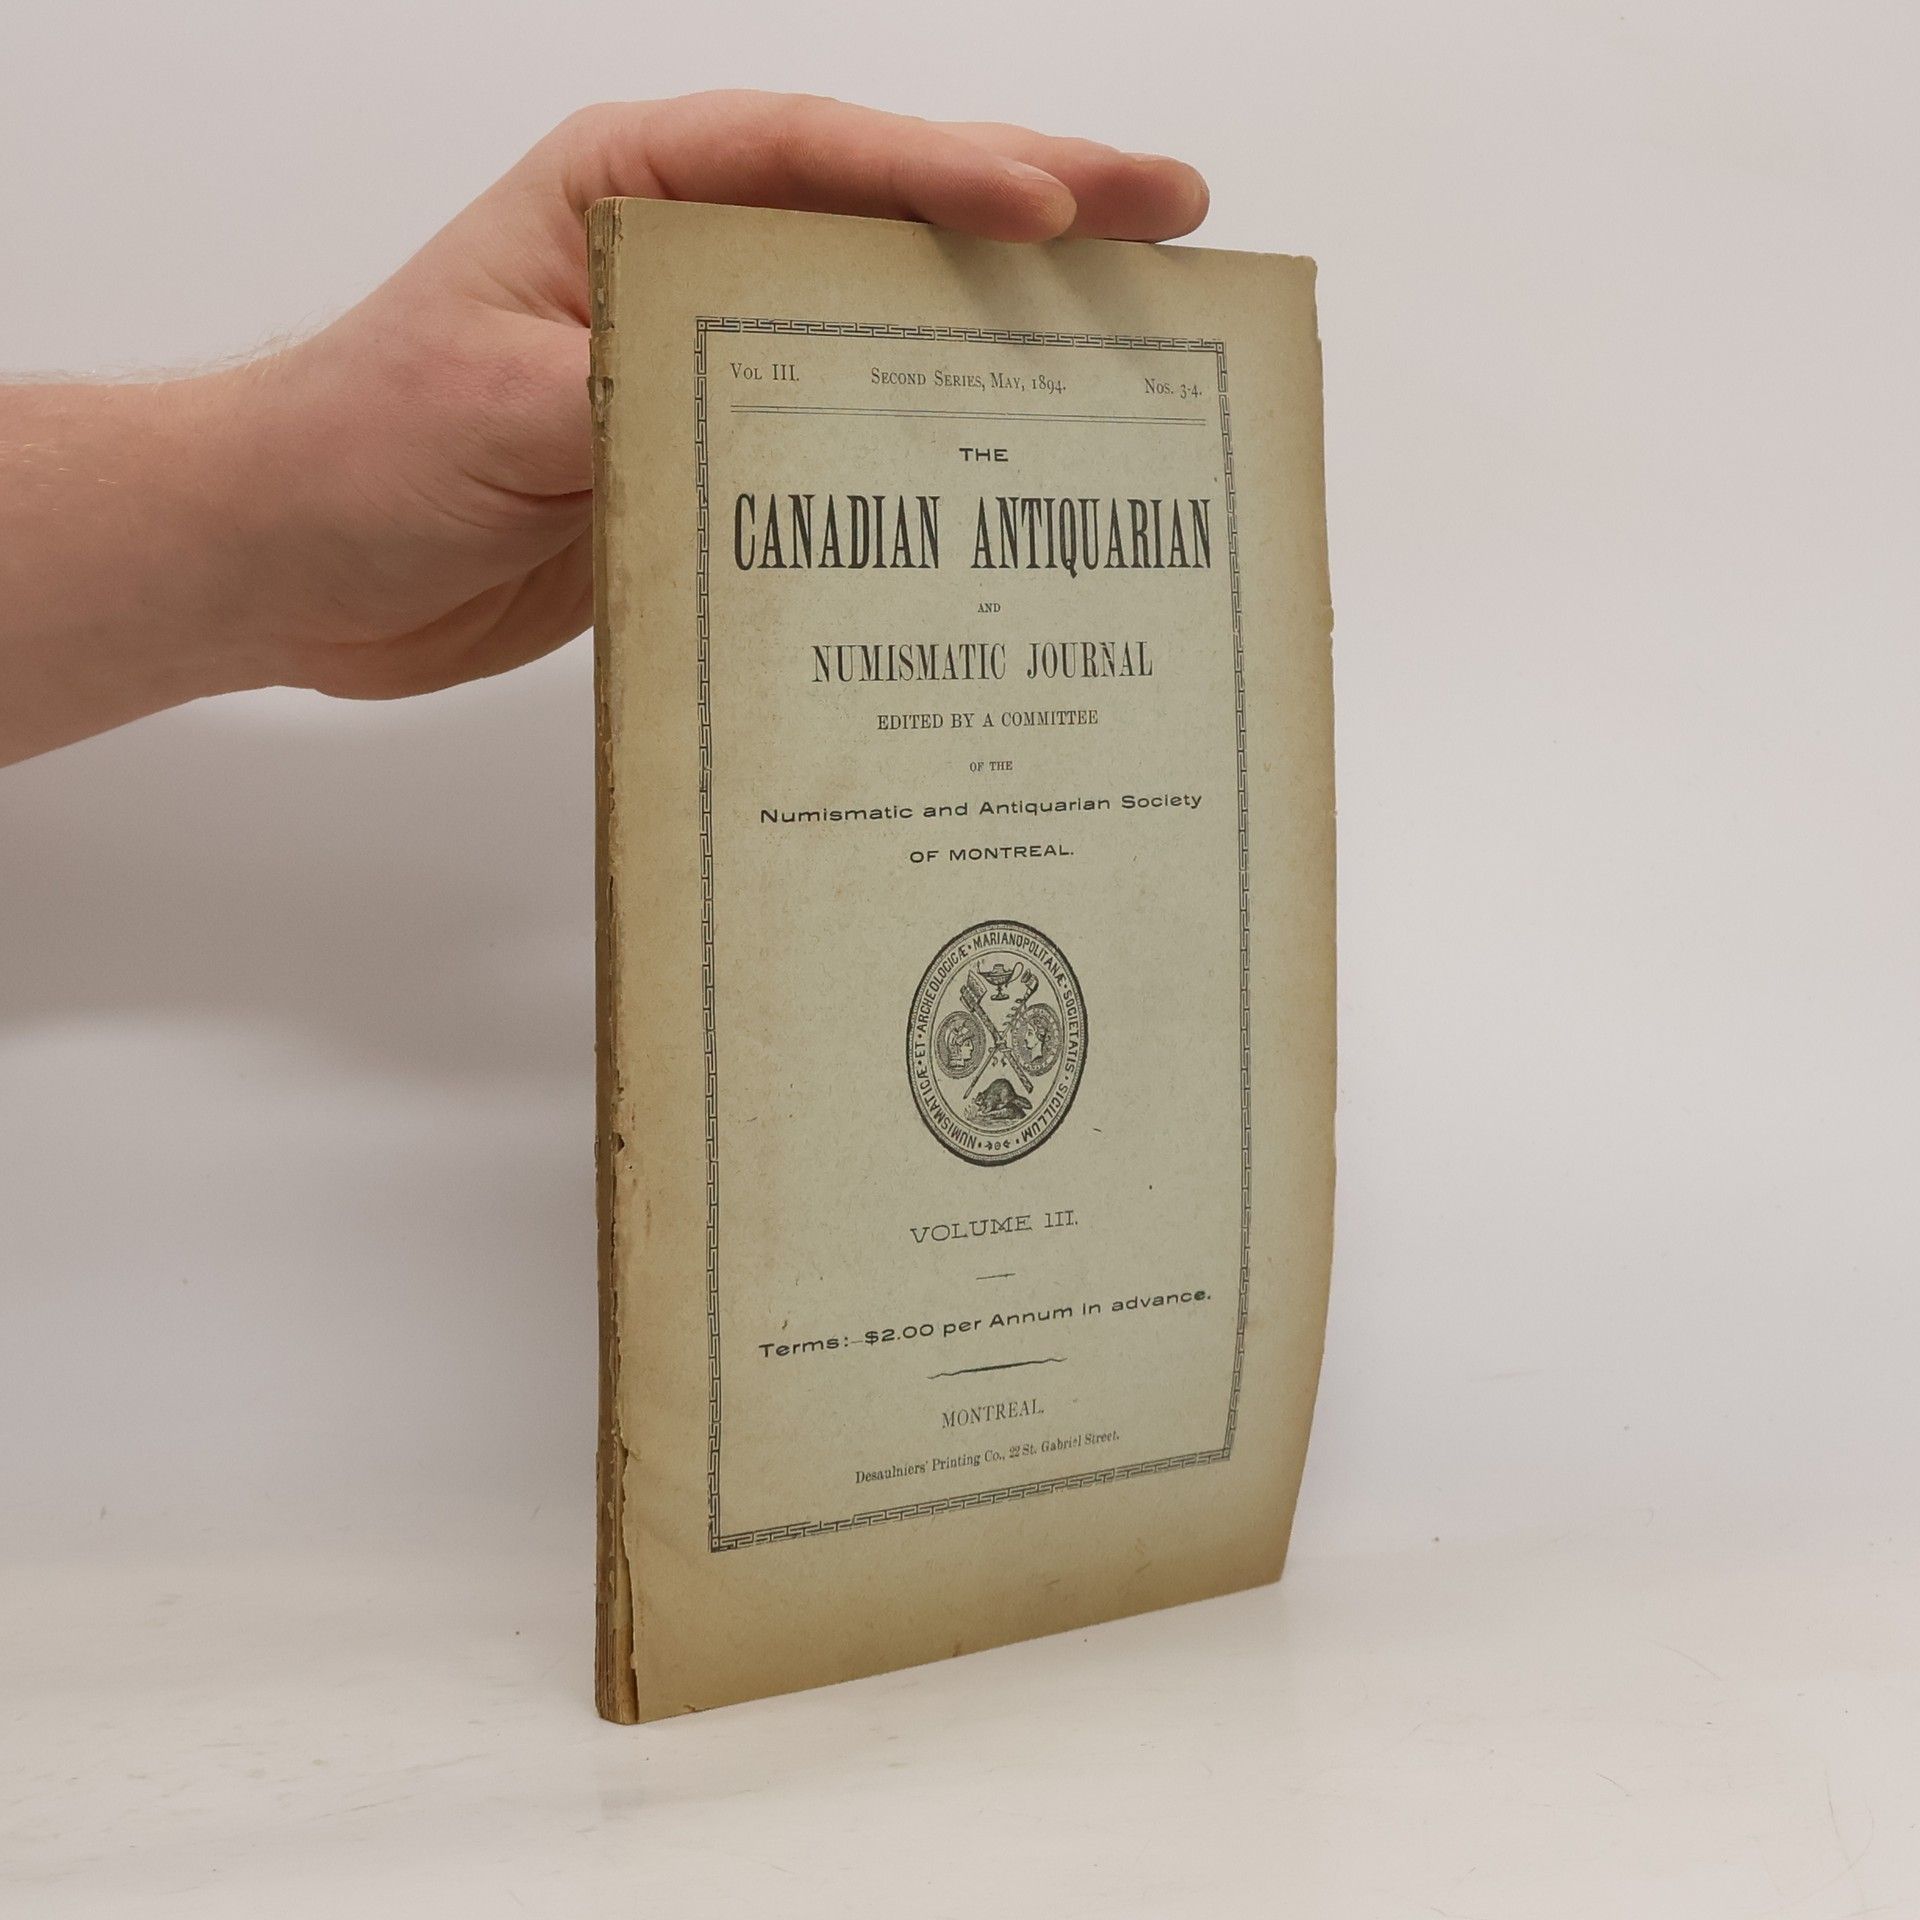 VOL III. SECOND SERIES, MAY, 1894. NOS. 3-4.
THE
CANADIAN ANTIQUARIAN
AND
NUMISMATIC JOURNAL
EDITED BY A COMMITTEE
OF THE
Numismatic and Antiquarian Society
OF MONTREAL.
NUMISMATICÆ • ET • ARCHEOLOGICÆ • MARIANOPOLITANÆ • SOCIETATIS • SICILLUM •
VOLUME III.
Terms:—$2.00 per Annum in advance.
MONTREAL.
Desaulniers' Printing Co., 22 St. Gabriel Street.